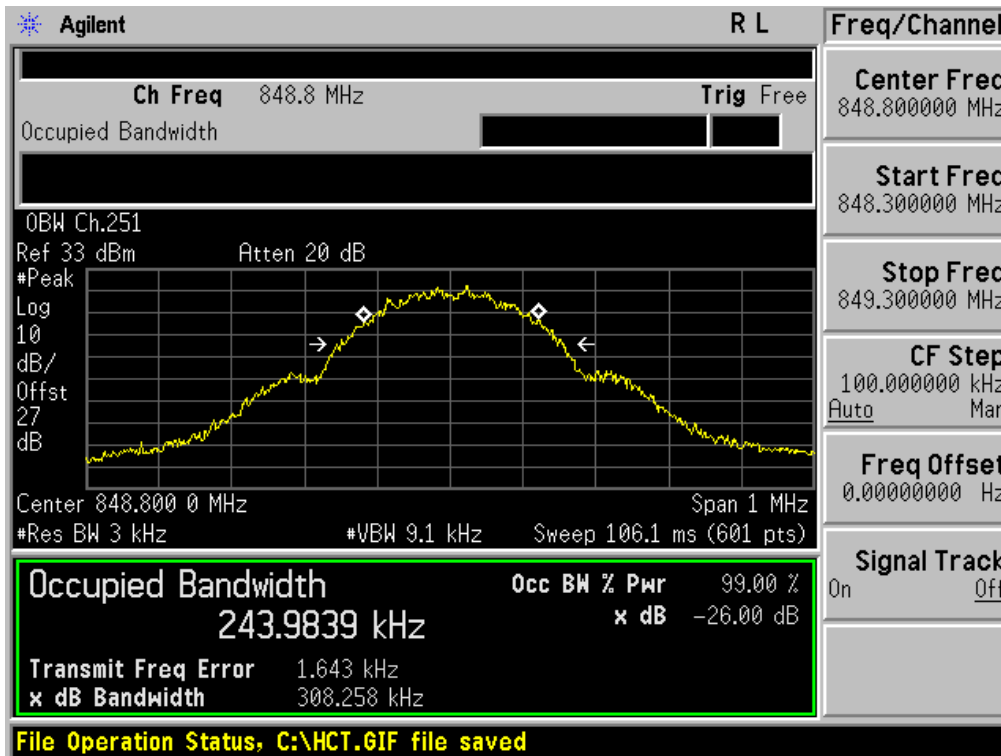 Agilent R L
Ch Freq 848.8 MHz Trig Free
Occupied Bandwidth
OBW Ch.251
Ref 33 dBm Atten 20 dB
#Peak
Log
10
dB/
Offst
27
dB
Center 848.800 0 MHz Span 1 MHz
#Res BW 3 kHz #VBW 9.1 kHz Sweep 106.1 ms (601 pts)
Occupied Bandwidth Occ BW % Pwr 99.00 %
243.9839 kHz x dB -26.00 dB
Transmit Freq Error 1.643 kHz
x dB Bandwidth 308.258 kHz
File Operation Status, C:\HCT.GIF file saved
Freq/Channel
Center Freq
848.800000 MHz
Start Freq
848.300000 MHz
Stop Freq
849.300000 MHz
CF Step
100.000000 kHz
Auto Man
Freq Offset
0.00000000 Hz
Signal Track
On Off